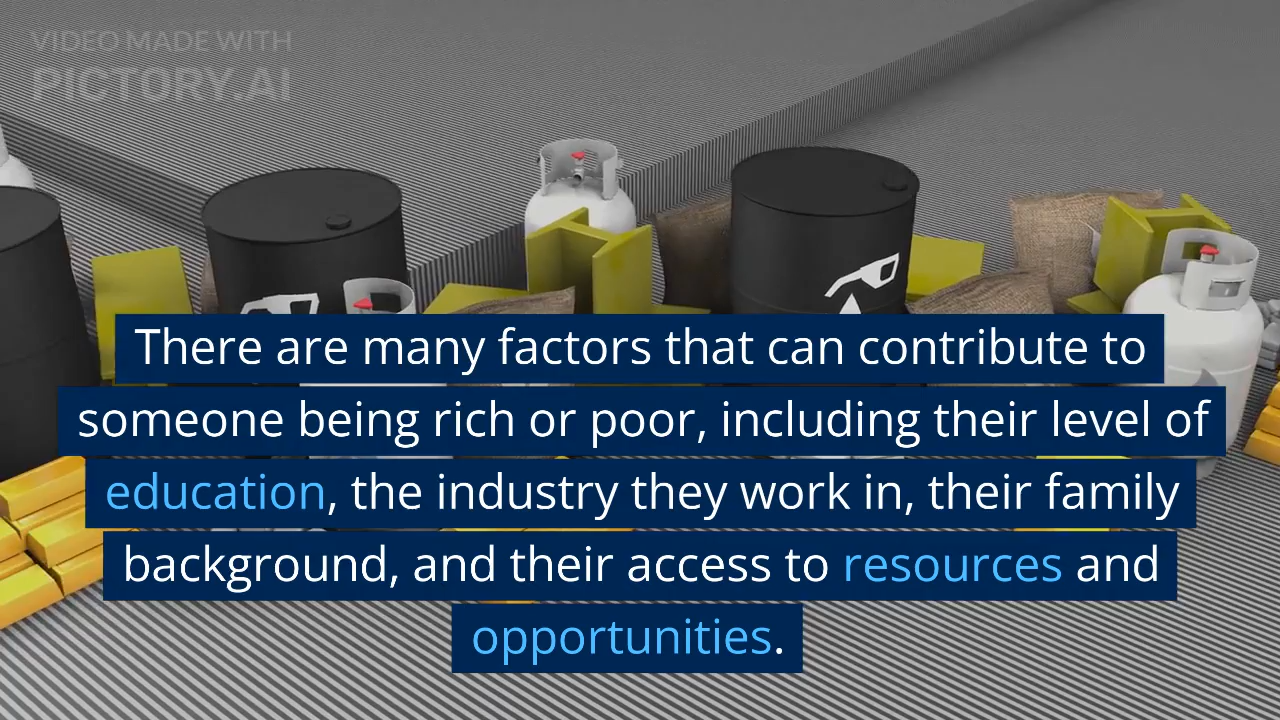 VIDEO MADE WITH
PICTORY.AI
There are many factors that can contribute to
someone being rich or poor, including their level of
education, the industry they work in, their family
background, and their access to resources and
opportunities.